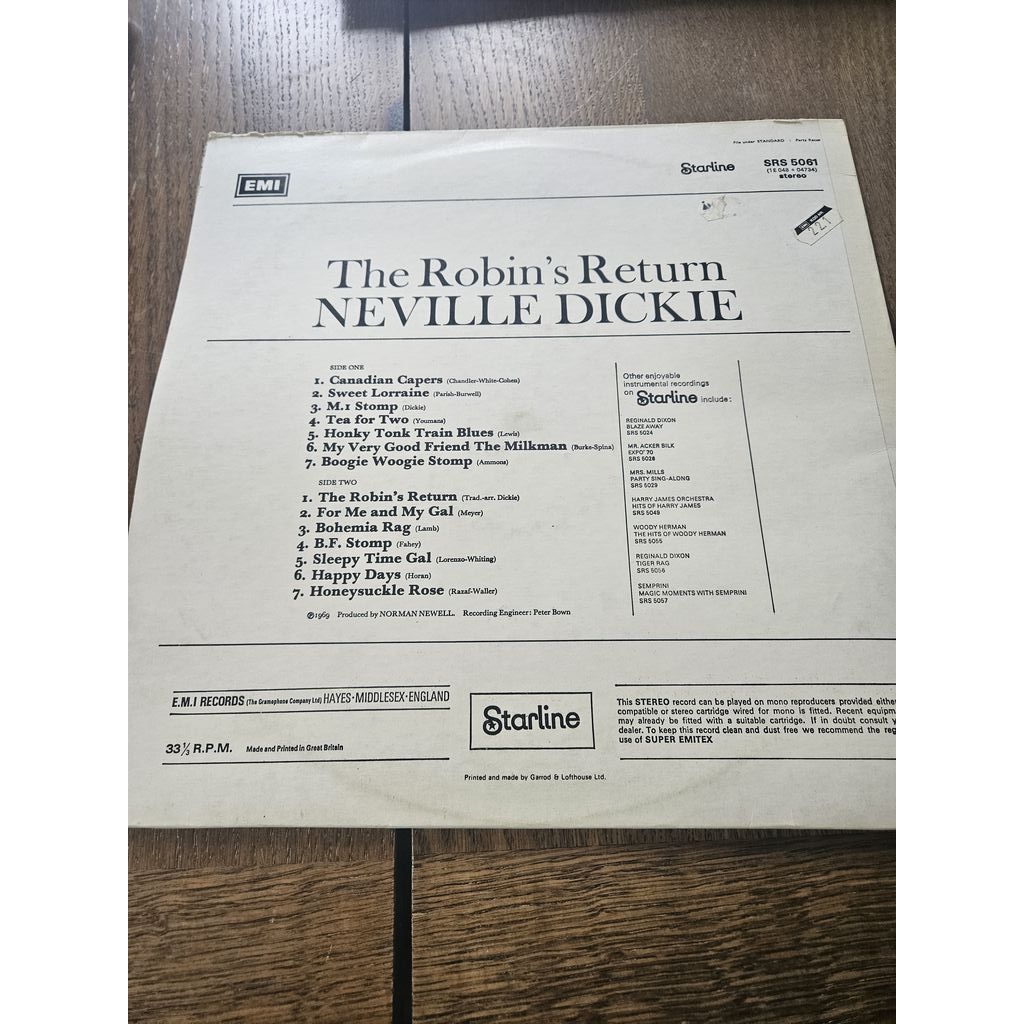 File under STANDARD : Party Razzle
Starline
SRS 5061
(1E 048 · 04734)
stereo
EMI
221
The Robin's Return
NEVILLE DICKIE
SIDE ONE
1. Canadian Capers (Chandler-White-Cohen)
2. Sweet Lorraine (Parish-Burwell)
3. M.1 Stomp (Dickie)
4. Tea for Two (Youmans)
5. Honky Tonk Train Blues (Lewis)
6. My Very Good Friend The Milkman (Burke-Spina)
7. Boogie Woogie Stomp (Ammons)
SIDE TWO
1. The Robin's Return (Trad.-arr. Dickie)
2. For Me and My Gal (Meyer)
3. Bohemia Rag (Lamb)
4. B.F. Stomp (Fahey)
5. Sleepy Time Gal (Lorenzo-Whiting)
6. Happy Days (Horan)
7. Honeysuckle Rose (Razaf-Waller)
℗1969 Produced by NORMAN NEWELL. Recording Engineer: Peter Bown
Other enjoyable
instrumental recordings
on Starline include:
REGINALD DIXON
BLAZE AWAY
SRS 5024
MR. ACKER BILK
EXPO' 70
SRS 5028
MRS. MILLS
PARTY SING-ALONG
SRS 5029
HARRY JAMES ORCHESTRA
HITS OF HARRY JAMES
SRS 5049
WOODY HERMAN
THE HITS OF WOODY HERMAN
SRS 5055
REGINALD DIXON
TIGER RAG
SRS 5056
SEMPRINI
MAGIC MOMENTS WITH SEMPRINI
SRS 5057
E.M.I RECORDS (The Gramophone Company Ltd) HAYES·MIDDLESEX·ENGLAND
33⅓ R.P.M. Made and Printed in Great Britain
Starline
This STEREO record can be played on mono reproducers provided either
compatible or stereo cartridge wired for mono is fitted. Recent equipm
may already be fitted with a suitable cartridge. If in doubt consult y
dealer. To keep this record clean and dust free we recommend the reg
use of SUPER EMITEX
Printed and made by Garrod & Lofthouse Ltd.